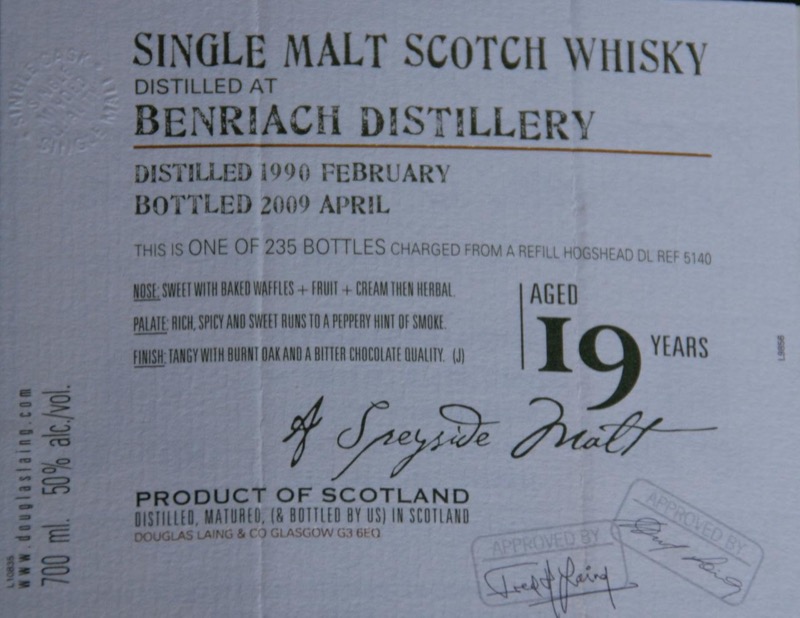 SINGLE MALT SCOTCH WHISKY
DISTILLED AT
BENRIACH DISTILLERY
DISTILLED 1990 FEBRUARY
BOTTLED 2009 APRIL
THIS IS ONE OF 235 BOTTLES CHARGED FROM A REFILL HOGSHEAD DL REF 5140
NOSE: SWEET WITH BAKED WAFFLES + FRUIT + CREAM THEN HERBAL.
PALATE: RICH, SPICY AND SWEET RUNS TO A PEPPERY HINT OF SMOKE.
FINISH: TANGY WITH BURNT OAK AND A BITTER CHOCOLATE QUALITY. (J)
AGED
19 YEARS
A Speyside Malt
PRODUCT OF SCOTLAND
DISTILLED, MATURED, (& BOTTLED BY US) IN SCOTLAND
DOUGLAS LAING & CO GLASGOW G3 6EQ
APPROVED BY
Fred H Laing
APPROVED BY
Laing
www.douglaslaing.com
700 ml. 50% alc./vol.
L10835